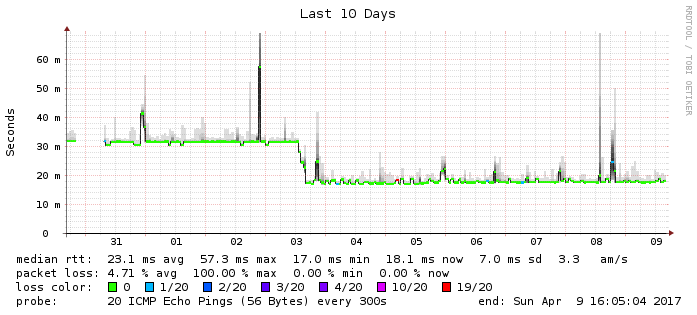 Last 10 Days
RRDTOOL / TOBI OETIKER
Seconds
60 m
50 m
40 m
30 m
20 m
10 m
0
31 01 02 03 04 05 06 07 08 09
median rtt: 23.1 ms avg 57.3 ms max 17.0 ms min 18.1 ms now 7.0 ms sd 3.3 am/s
packet loss: 4.71 % avg 100.00 % max 0.00 % min 0.00 % now
loss color: 0 1/20 2/20 3/20 4/20 10/20 19/20
probe: 20 ICMP Echo Pings (56 Bytes) every 300s end: Sun Apr 9 16:05:04 2017